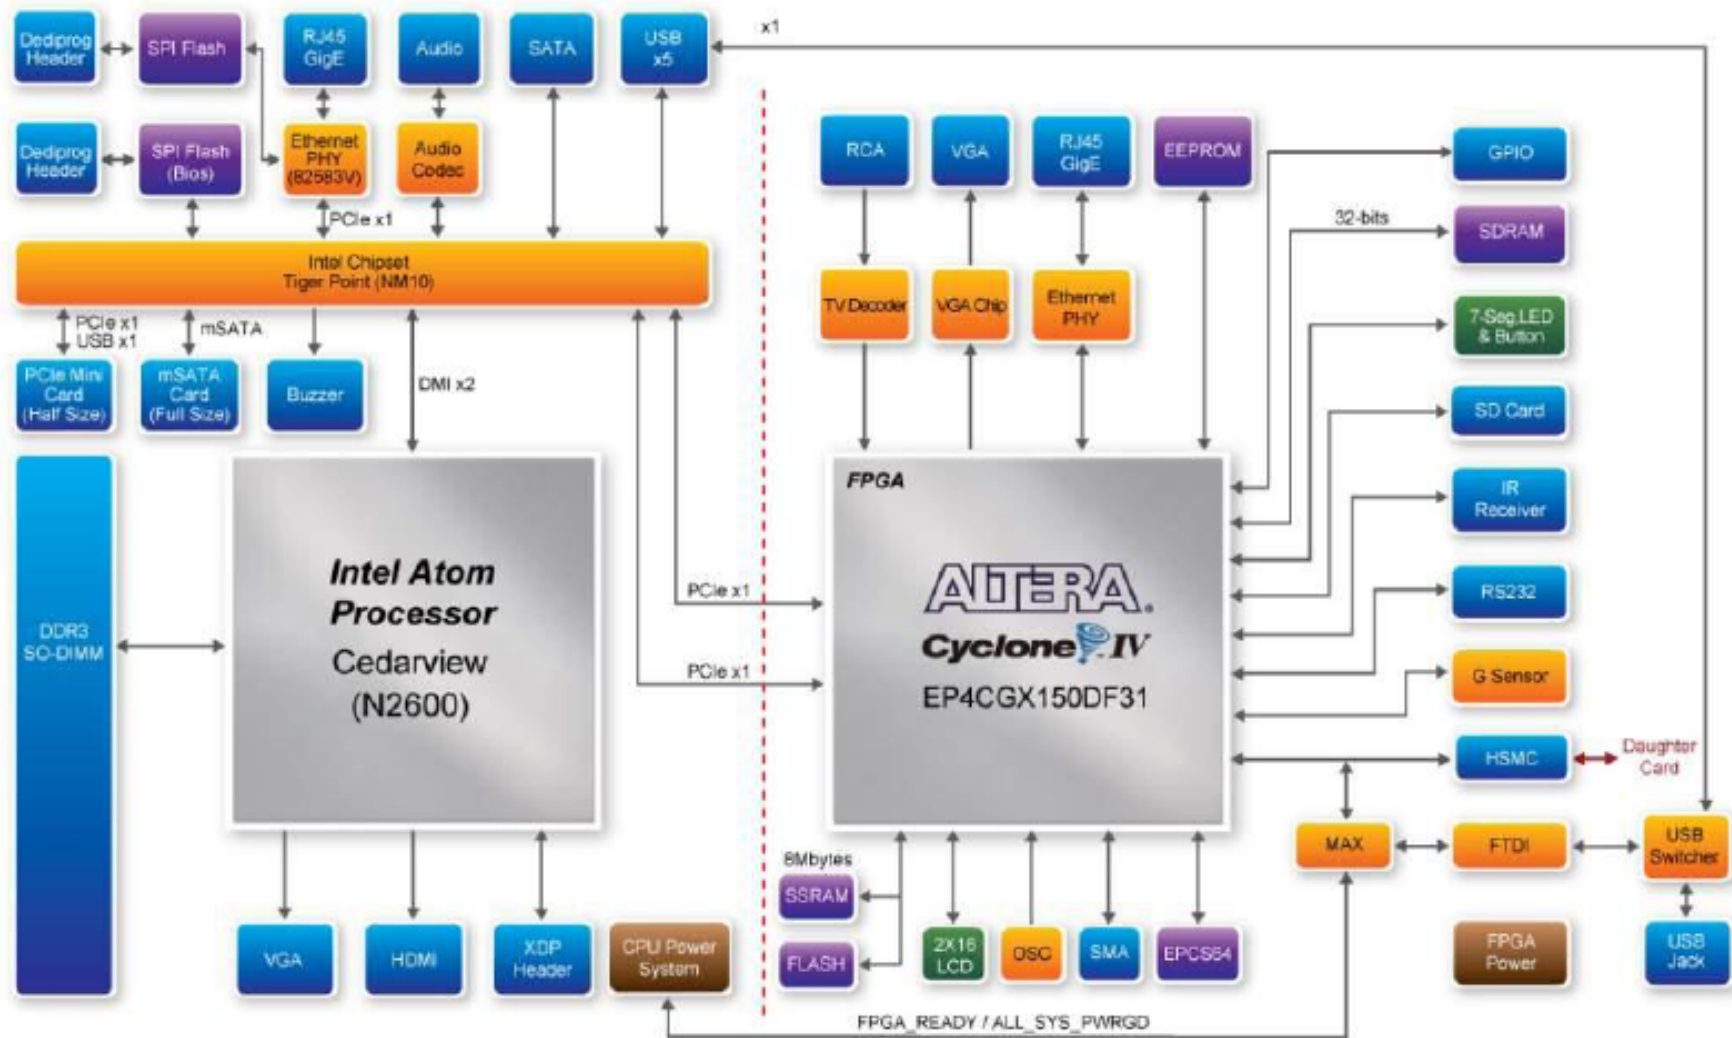 Dediprog
Header
SPI Flash
RJ45
GigE
Audio
SATA
USB
x5
x1
Dediprog
Header
SPI Flash
(Bios)
Ethernet
PHY
(82583V)
Audio
Codec
PCIe x1
Intel Chipset
Tiger Point (NM10)
PCIe x1
USB x1
mSATA
PCIe Mini
Card
(Half Size)
mSATA
Card
(Full Size)
Buzzer
DMI x2
DDR3
SO-DIMM
Intel Atom
Processor
Cedarview
(N2600)
PCIe x1
PCIe x1
VGA
HDMI
XDP
Header
CPU Power
System
RCA
VGA
RJ45
GigE
EEPROM
TV Decoder
VGA Chip
Ethernet
PHY
FPGA
ALTERA.
Cyclone IV
EP4CGX150DF31
GPIO
32-bits
SDRAM
7-Seg,LED
& Button
SD Card
IR
Receiver
RS232
G Sensor
HSMC
Daughter
Card
MAX
FTDI
USB
Switcher
8Mbytes
SSRAM
FLASH
2X16
LCD
OSC
SMA
EPCS64
FPGA
Power
USB
Jack
FPGA_READY / ALL_SYS_PWRGD